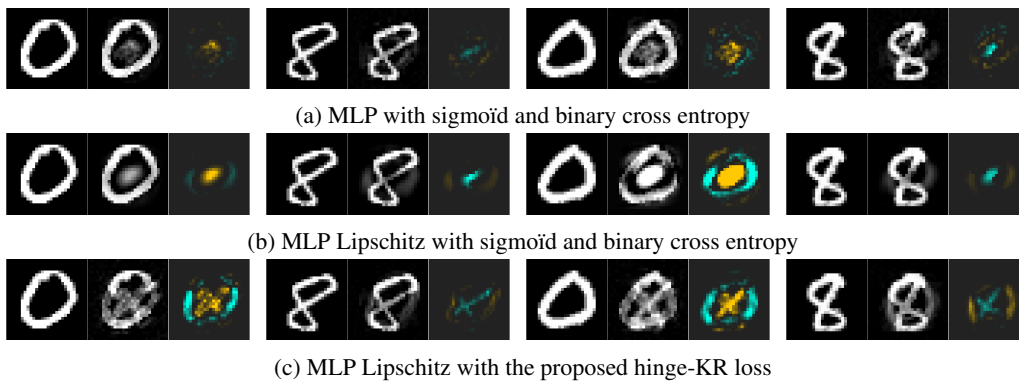 (a) MLP with sigmoïd and binary cross entropy
(b) MLP Lipschitz with sigmoïd and binary cross entropy
(c) MLP Lipschitz with the proposed hinge-KR loss